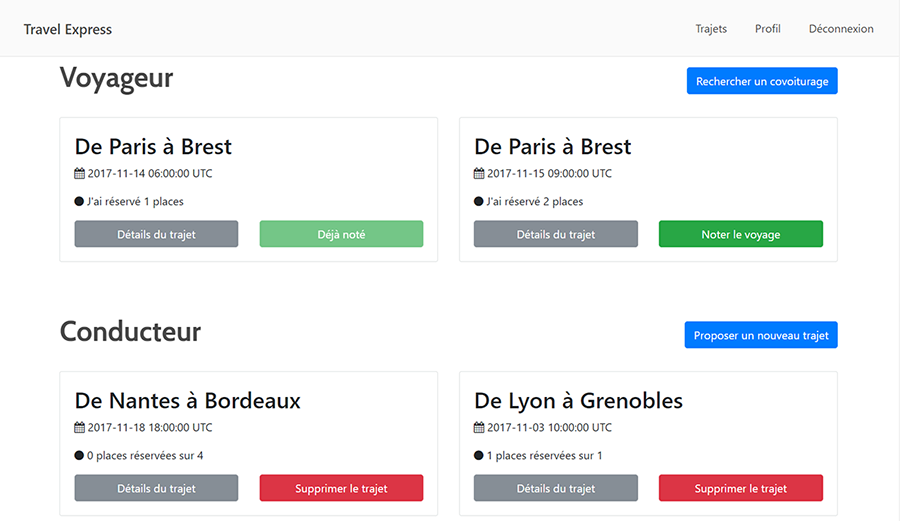 Travel Express
Trajets Profil Déconnexion
Voyageur
Rechercher un covoiturage
De Paris à Brest
2017-11-14 06:00:00 UTC
J'ai réservé 1 places
Détails du trajet Déjà noté
De Paris à Brest
2017-11-15 09:00:00 UTC
J'ai réservé 2 places
Détails du trajet Noter le voyage
Conducteur
Proposer un nouveau trajet
De Nantes à Bordeaux
2017-11-18 18:00:00 UTC
0 places réservées sur 4
Détails du trajet Supprimer le trajet
De Lyon à Grenobles
2017-11-03 10:00:00 UTC
1 places réservées sur 1
Détails du trajet Supprimer le trajet